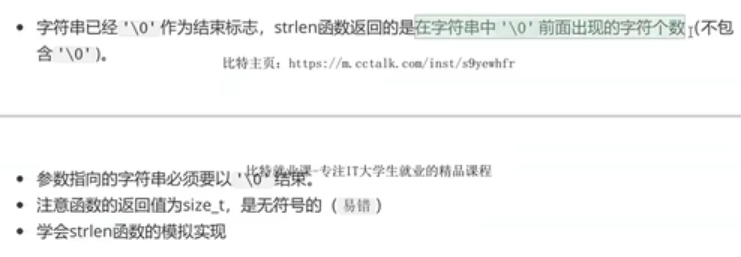 字符串已经 '\0' 作为结束标志，strlen函数返回的是在字符串中 '\0' 前面出现的字符个数 (不包
含 '\0' )。
比特主页：https://m.cctalk.com/inst/s9yewhfr
比特就业课-专注IT大学生就业的精品课程
参数指向的字符串必须要以 '\0' 结束。
注意函数的返回值为size_t，是无符号的（ 易错 ）
学会strlen函数的模拟实现